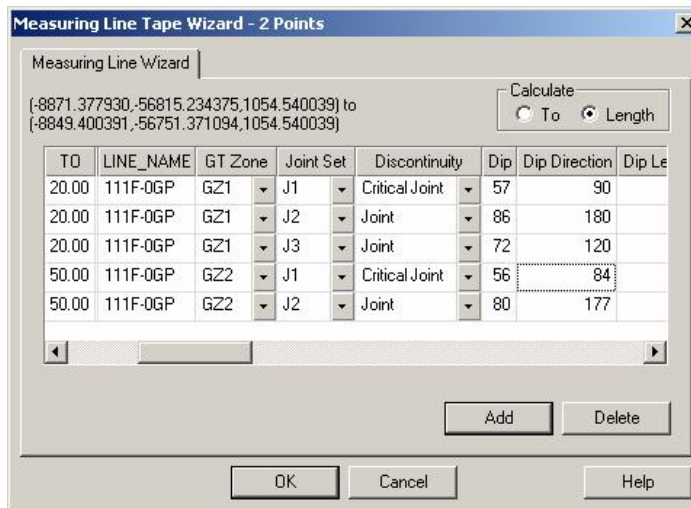 Measuring Line Tape Wizard - 2 Points
Measuring Line Wizard
(-8871.377930,-56815.234375,1054.540039) to
(-8849.400391,-56751.371094,1054.540039)
Calculate
To Length
TO LINE_NAME GT Zone Joint Set Discontinuity Dip Dip Direction Dip Le
20.00 111F-0GP GZ1 J1 Critical Joint 57 90
20.00 111F-0GP GZ1 J2 Joint 86 180
20.00 111F-0GP GZ1 J3 Joint 72 120
50.00 111F-0GP GZ2 J1 Critical Joint 56 84
50.00 111F-0GP GZ2 J2 Joint 80 177
Add Delete
OK Cancel Help